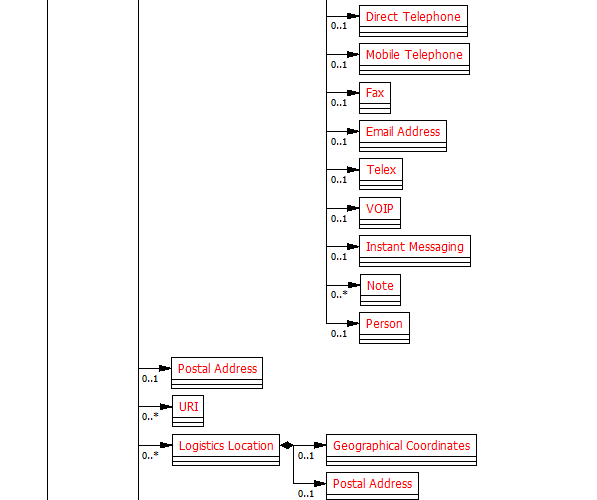 Direct Telephone
0..1
Mobile Telephone
0..1
Fax
0..1
Email Address
0..1
Telex
0..1
VOIP
0..1
Instant Messaging
0..1
Note
0..*
Person
0..1
Postal Address
0..1
URI
0..*
Logistics Location
0..*
Geographical Coordinates
0..1
Postal Address
0..1